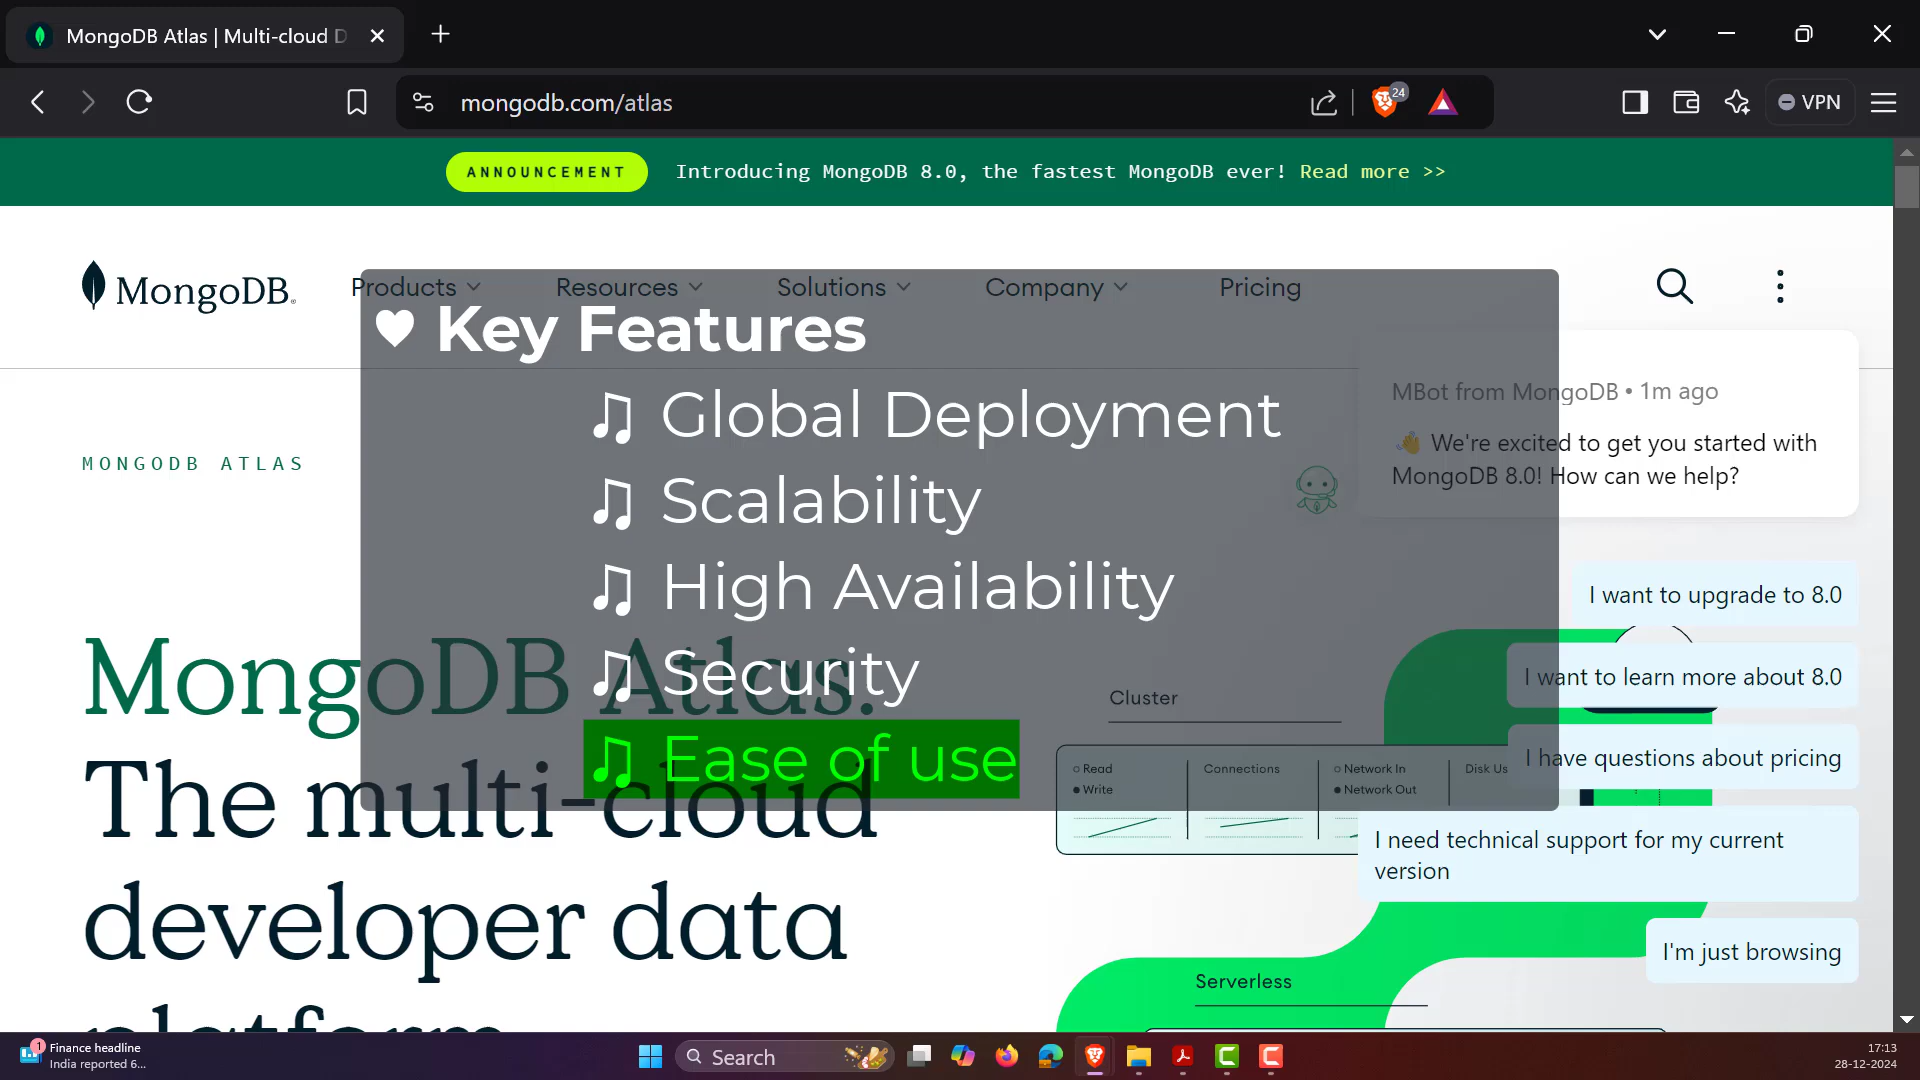 MongoDB Atlas | Multi-cloud D
mongodb.com/atlas
24
VPN
ANNOUNCEMENT
Introducing MongoDB 8.0, the fastest MongoDB ever! Read more >>
MongoDB.
Products
Resources
Solutions
Company
Pricing
♥ Key Features
♫ Global Deployment
♫ Scalability
♫ High Availability
♫ Security
♫ Ease of use
MBot from MongoDB • 1m ago
👋 We're excited to get you started with
MongoDB 8.0! How can we help?
I want to upgrade to 8.0
I want to learn more about 8.0
I have questions about pricing
I need technical support for my current
version
I'm just browsing
MONGODB ATLAS
MongoDB Atlas.
The multi-cloud
developer data
platform
Cluster
Read
Write
Connections
Network In
Network Out
Disk Us
Serverless
1
Finance headline
India reported 6...
Search
17:13
28-12-2024